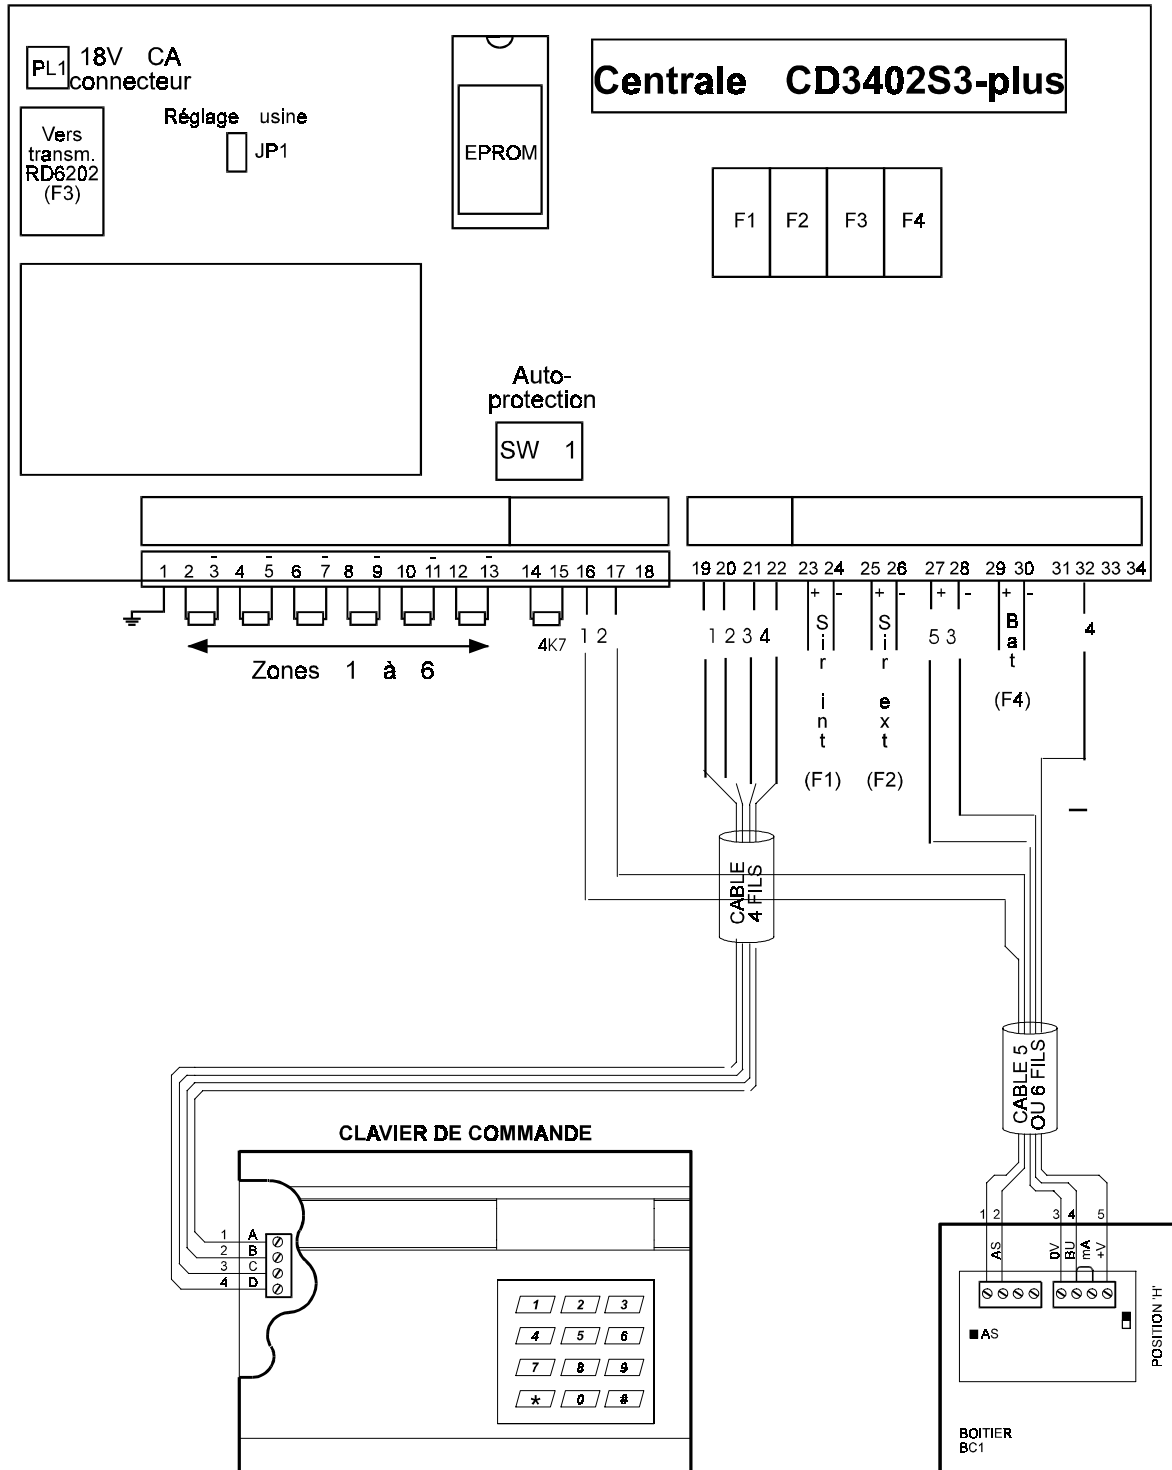 PL1
18V CA
connecteur
Centrale CD3402S3-plus
Réglage usine
JP1
Vers
transm.
RD6202
(F3)
EPROM
F1 F2 F3 F4
Auto-
protection
SW 1
- - - - - -
1 2 3 4 5 6 7 8 9 10 11 12 13 14 15 16 17 18 19 20 21 22 23 24 25 26 27 28 29 30 31 32 33 34
+ - + - + - + -
4K7
1 2
1 2 3 4
Sir int
(F1)
Sir ext
(F2)
5 3
Bat
(F4)
4
Zones 1 à 6
CABLE
4 FILS
CABLE 5
OU 6 FILS
CLAVIER DE COMMANDE
1 A
2 B
3 C
4 D
1 2 3
4 5 6
7 8 9
* 0 #
1 2 3 4 5
AS 0V BU mA +V
AS
POSITION 'H'
BOITIER
BC1